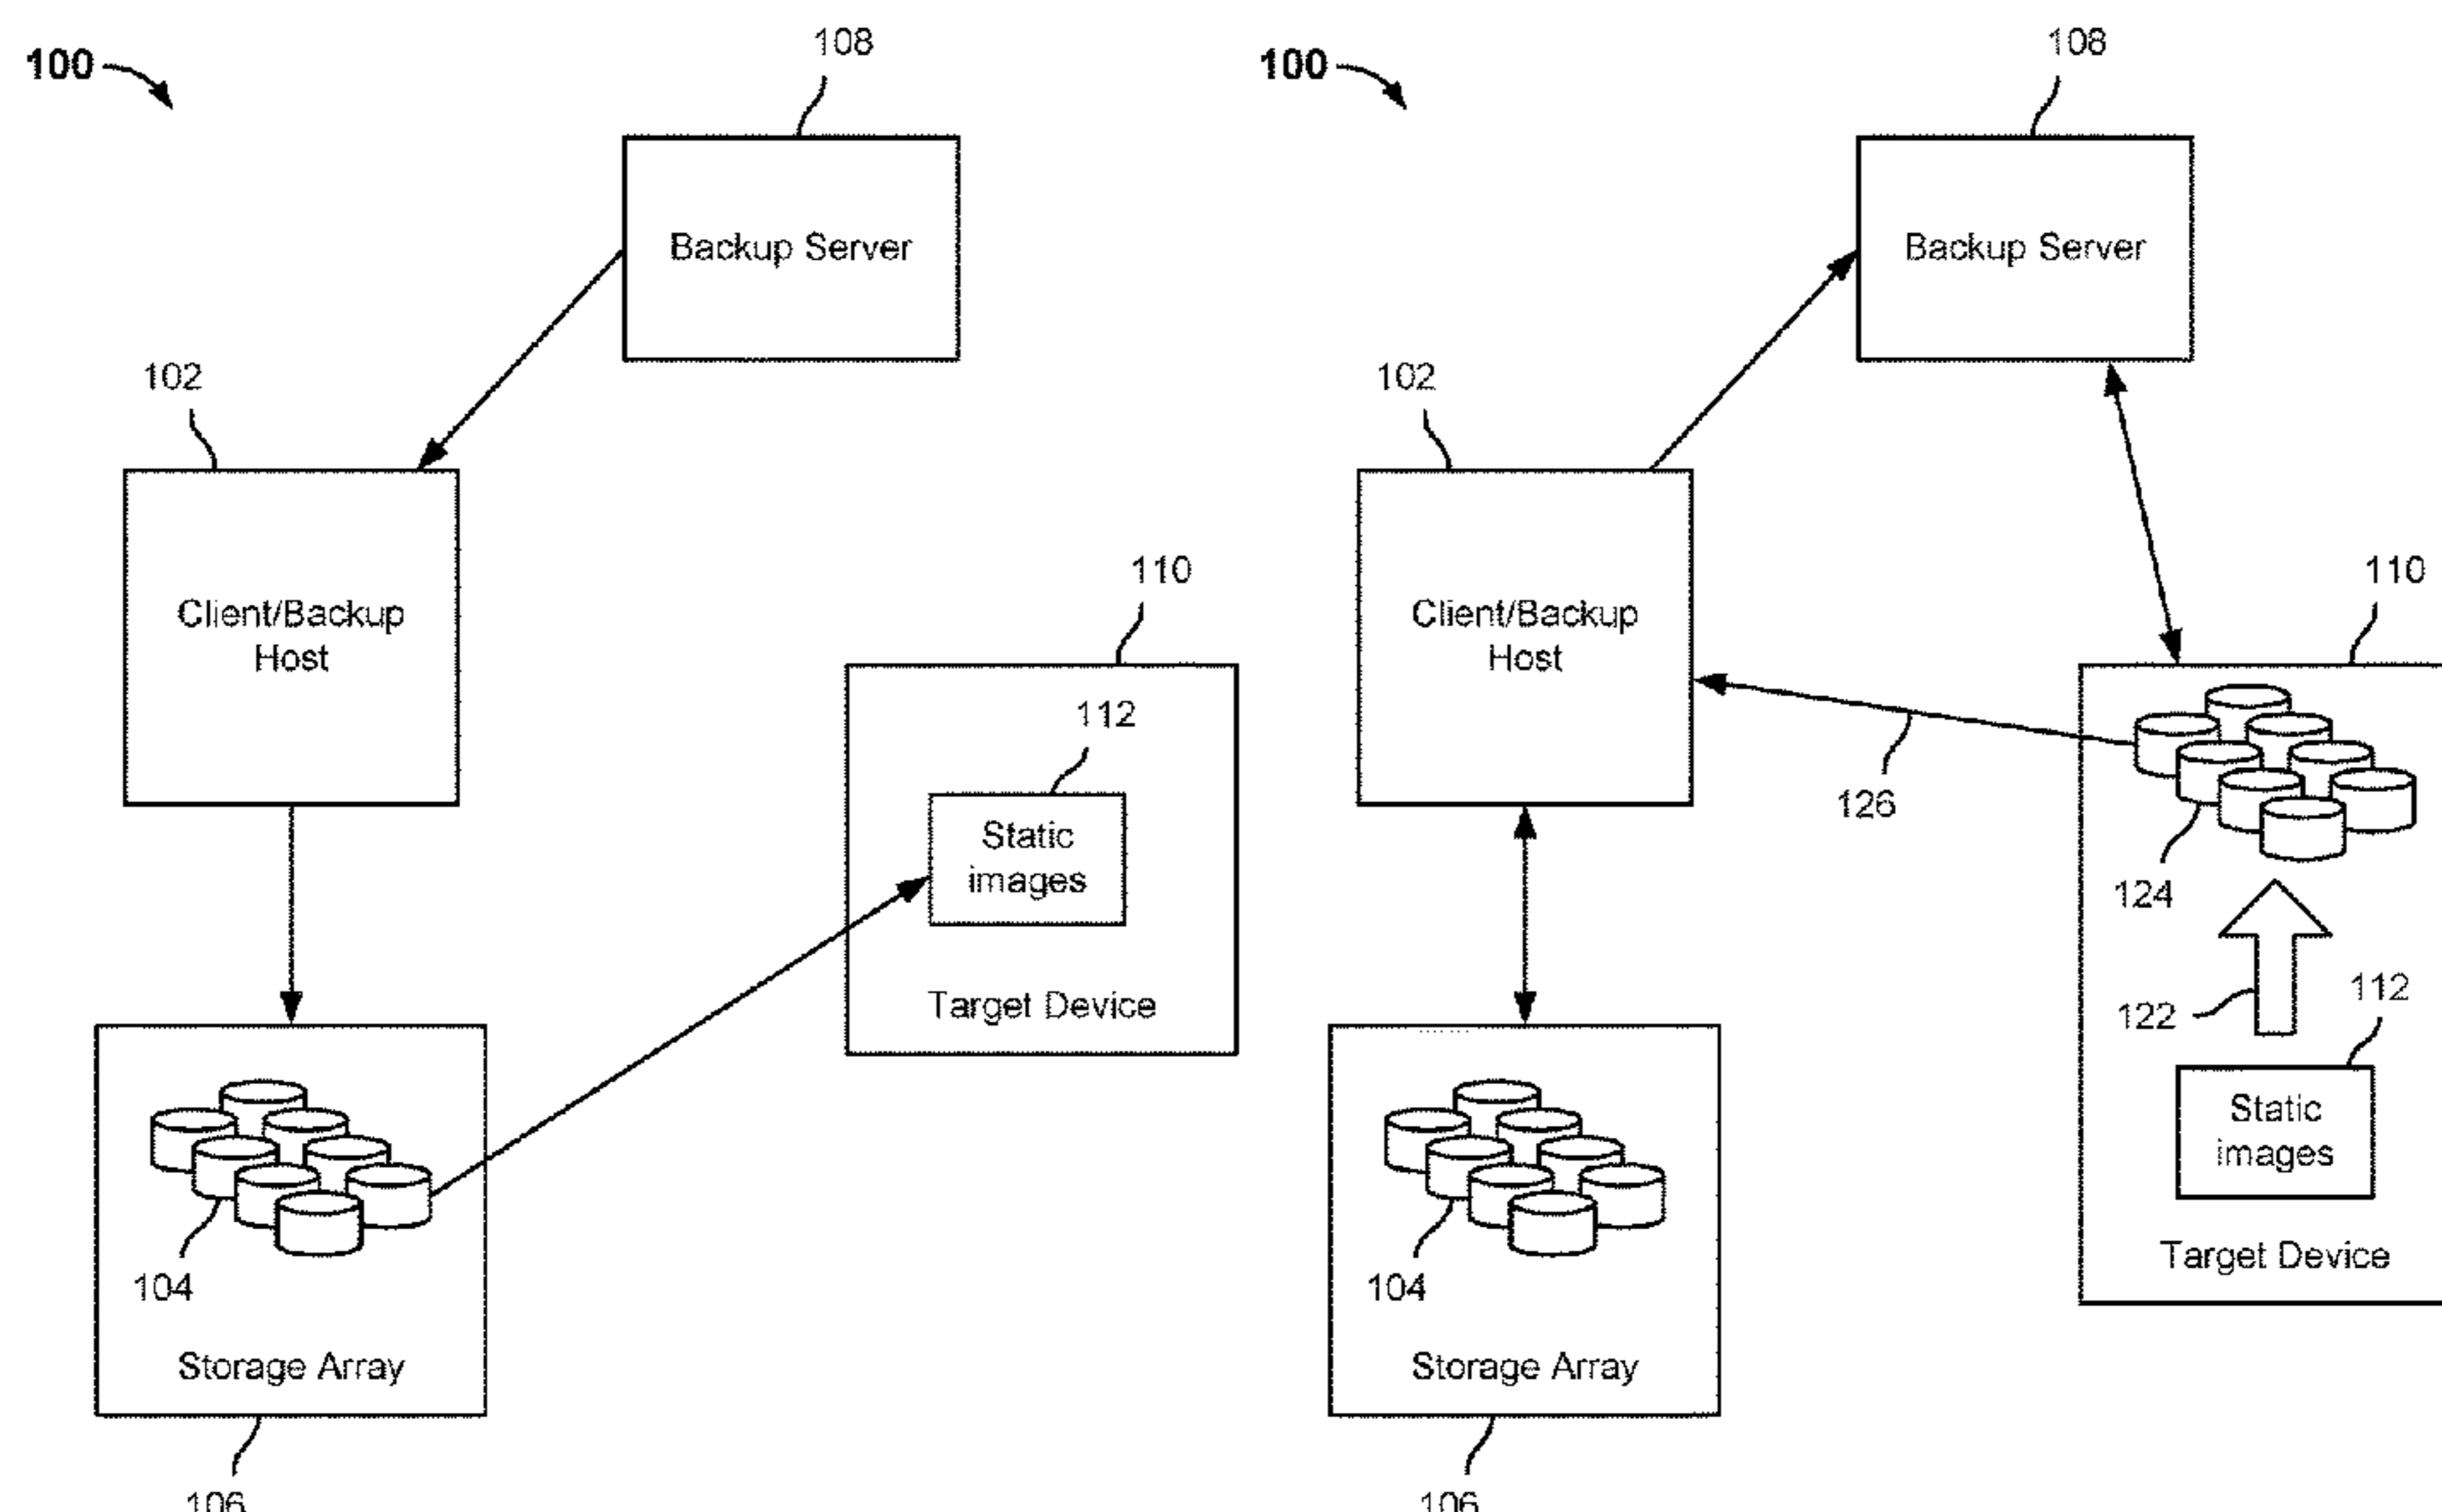 100
108
Backup Server
102
Client/Backup
Host
110
112
Static
images
Target Device
104
Storage Array
106
100
108
Backup Server
102
Client/Backup
Host
110
126
124
122
112
Static
images
Target Device
104
Storage Array
106